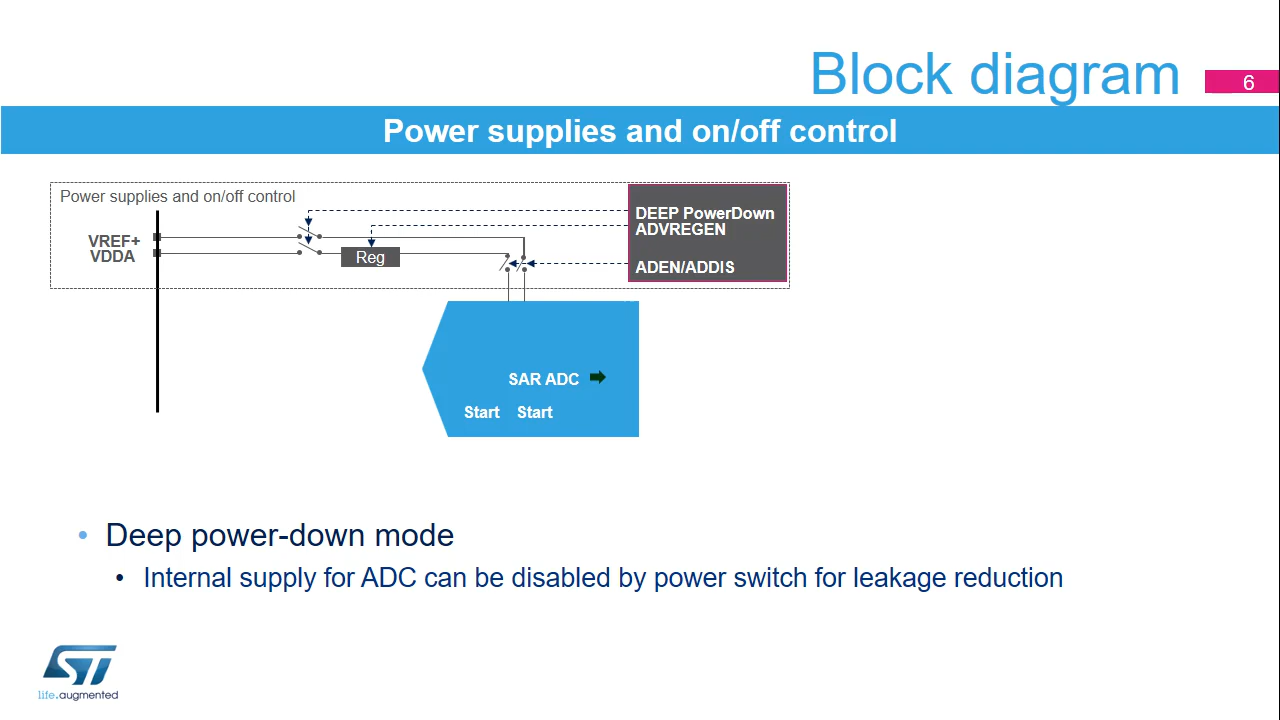 Block diagram
6
Power supplies and on/off control
Power supplies and on/off control
VREF+
VDDA
Reg
DEEP PowerDown
ADVREGEN
ADEN/ADDIS
SAR ADC
Start Start
• Deep power-down mode
• Internal supply for ADC can be disabled by power switch for leakage reduction
ST
life.augmented